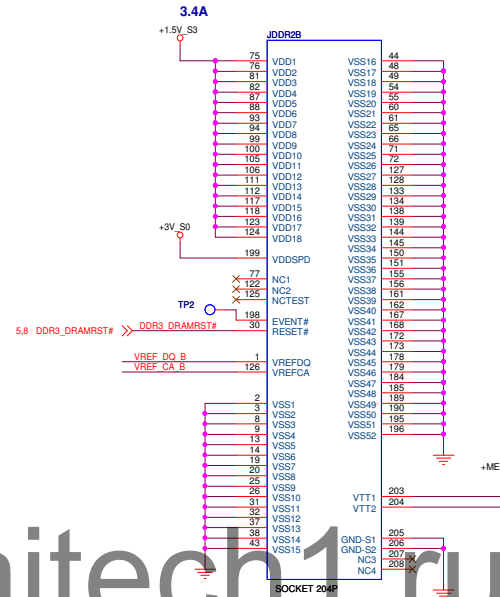 3.4A
+1.5V_S3
JDDR2B
75 VDD1 VSS16 44
76 VDD2 VSS17 48
81 VDD3 VSS18 49
82 VDD4 VSS19 54
87 VDD5 VSS20 55
88 VDD6 VSS21 60
93 VDD7 VSS22 61
94 VDD8 VSS23 65
99 VDD9 VSS24 66
100 VDD10 VSS25 71
105 VDD11 VSS26 72
106 VDD12 VSS27 127
111 VDD13 VSS28 128
112 VDD14 VSS29 133
117 VDD15 VSS30 134
118 VDD16 VSS31 138
123 VDD17 VSS32 139
124 VDD18 VSS33 144
VSS34 145
+3V_S0
199 VDDSPD VSS35 150
VSS36 151
77 NC1 VSS37 155
122 NC2 VSS38 156
125 NCTEST VSS39 161
TP2
VSS40 162
198 EVENT# VSS41 167
5,8 DDR3_DRAMRST# DDR3_DRAMRST# 30 RESET# VSS42 168
VSS43 172
VSS44 173
VREF_DQ_B 1 VREFDQ VSS45 178
VREF_CA_B 126 VREFCA VSS46 179
VSS47 184
VSS48 185
2 VSS1 VSS49 189
3 VSS2 VSS50 190
8 VSS3 VSS51 195
9 VSS4 VSS52 196
13 VSS5
14 VSS6
19 VSS7
20 VSS8
25 VSS9
26 VSS10 VTT1 203
31 VSS11 VTT2 204
32 VSS12
37 VSS13
38 VSS14 GND-S1 205
43 VSS15 GND-S2 206
NC3 207
NC4 208
+ME
SOCKET 204P
hitech1.ru